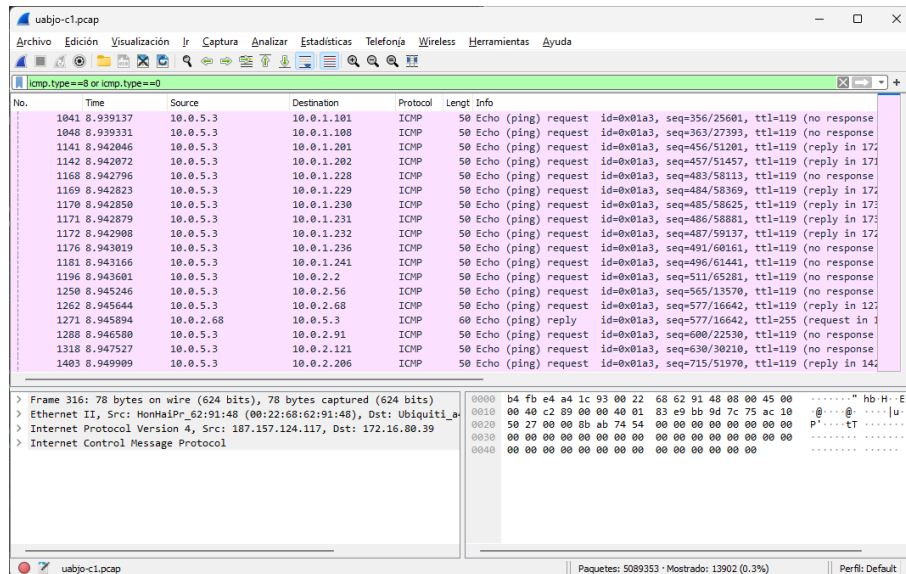 uabjo-c1.pcap
Archivo Edición Visualización Ir Captura Analizar Estadísticas Telefonía Wireless Herramientas Ayuda
icmp.type==8 or icmp.type==0
No. Time Source Destination Protocol Lengt Info
1041 8.939137 10.0.5.3 10.0.1.101 ICMP 50 Echo (ping) request id=0x01a3, seq=356/25601, ttl=119 (no response
1048 8.939331 10.0.5.3 10.0.1.108 ICMP 50 Echo (ping) request id=0x01a3, seq=363/27393, ttl=119 (no response
1141 8.942046 10.0.5.3 10.0.1.201 ICMP 50 Echo (ping) request id=0x01a3, seq=456/51201, ttl=119 (reply in 172
1142 8.942072 10.0.5.3 10.0.1.202 ICMP 50 Echo (ping) request id=0x01a3, seq=457/51457, ttl=119 (reply in 171
1168 8.942796 10.0.5.3 10.0.1.228 ICMP 50 Echo (ping) request id=0x01a3, seq=483/58113, ttl=119 (no response
1169 8.942823 10.0.5.3 10.0.1.229 ICMP 50 Echo (ping) request id=0x01a3, seq=484/58369, ttl=119 (reply in 172
1170 8.942850 10.0.5.3 10.0.1.230 ICMP 50 Echo (ping) request id=0x01a3, seq=485/58625, ttl=119 (reply in 173
1171 8.942879 10.0.5.3 10.0.1.231 ICMP 50 Echo (ping) request id=0x01a3, seq=486/58881, ttl=119 (reply in 173
1172 8.942908 10.0.5.3 10.0.1.232 ICMP 50 Echo (ping) request id=0x01a3, seq=487/59137, ttl=119 (reply in 171
1176 8.943019 10.0.5.3 10.0.1.236 ICMP 50 Echo (ping) request id=0x01a3, seq=491/60161, ttl=119 (no response
1181 8.943166 10.0.5.3 10.0.1.241 ICMP 50 Echo (ping) request id=0x01a3, seq=496/61441, ttl=119 (no response
1196 8.943601 10.0.5.3 10.0.2.2 ICMP 50 Echo (ping) request id=0x01a3, seq=511/65281, ttl=119 (no response
1250 8.945246 10.0.5.3 10.0.2.56 ICMP 50 Echo (ping) request id=0x01a3, seq=565/13570, ttl=119 (no response
1262 8.945644 10.0.5.3 10.0.2.68 ICMP 50 Echo (ping) request id=0x01a3, seq=577/16642, ttl=119 (reply in 127
1271 8.945894 10.0.2.68 10.0.5.3 ICMP 60 Echo (ping) reply id=0x01a3, seq=577/16642, ttl=255 (request in 1
1288 8.946580 10.0.5.3 10.0.2.91 ICMP 50 Echo (ping) request id=0x01a3, seq=600/22530, ttl=119 (no response
1318 8.947527 10.0.5.3 10.0.2.121 ICMP 50 Echo (ping) request id=0x01a3, seq=630/30210, ttl=119 (no response
1403 8.949909 10.0.5.3 10.0.2.206 ICMP 50 Echo (ping) request id=0x01a3, seq=715/51970, ttl=119 (reply in 142
> Frame 316: 78 bytes on wire (624 bits), 78 bytes captured (624 bits)
> Ethernet II, Src: HonHaiPr_62:91:48 (00:22:68:62:91:48), Dst: Ubiquiti_a
> Internet Protocol Version 4, Src: 187.157.124.117, Dst: 172.16.80.39
> Internet Control Message Protocol
0000 b4 fb e4 a4 1c 93 00 22 68 62 91 48 08 00 45 00 ·······" hb·H··E
0010 00 40 c2 89 00 00 40 01 83 e9 bb 9d 7c 75 ac 10 ·@····@· ····|u·
0020 50 27 00 00 8b ab 74 54 00 00 00 00 00 00 00 00 P'····tT ·······
0030 00 00 00 00 00 00 00 00 00 00 00 00 00 00 00 00 ········ ·······
0040 00 00 00 00 00 00 00 00 00 00 00 00 00 00 ········ ······
uabjo-c1.pcap Paquetes: 5089353 · Mostrado: 13902 (0.3%) Perfil: Default